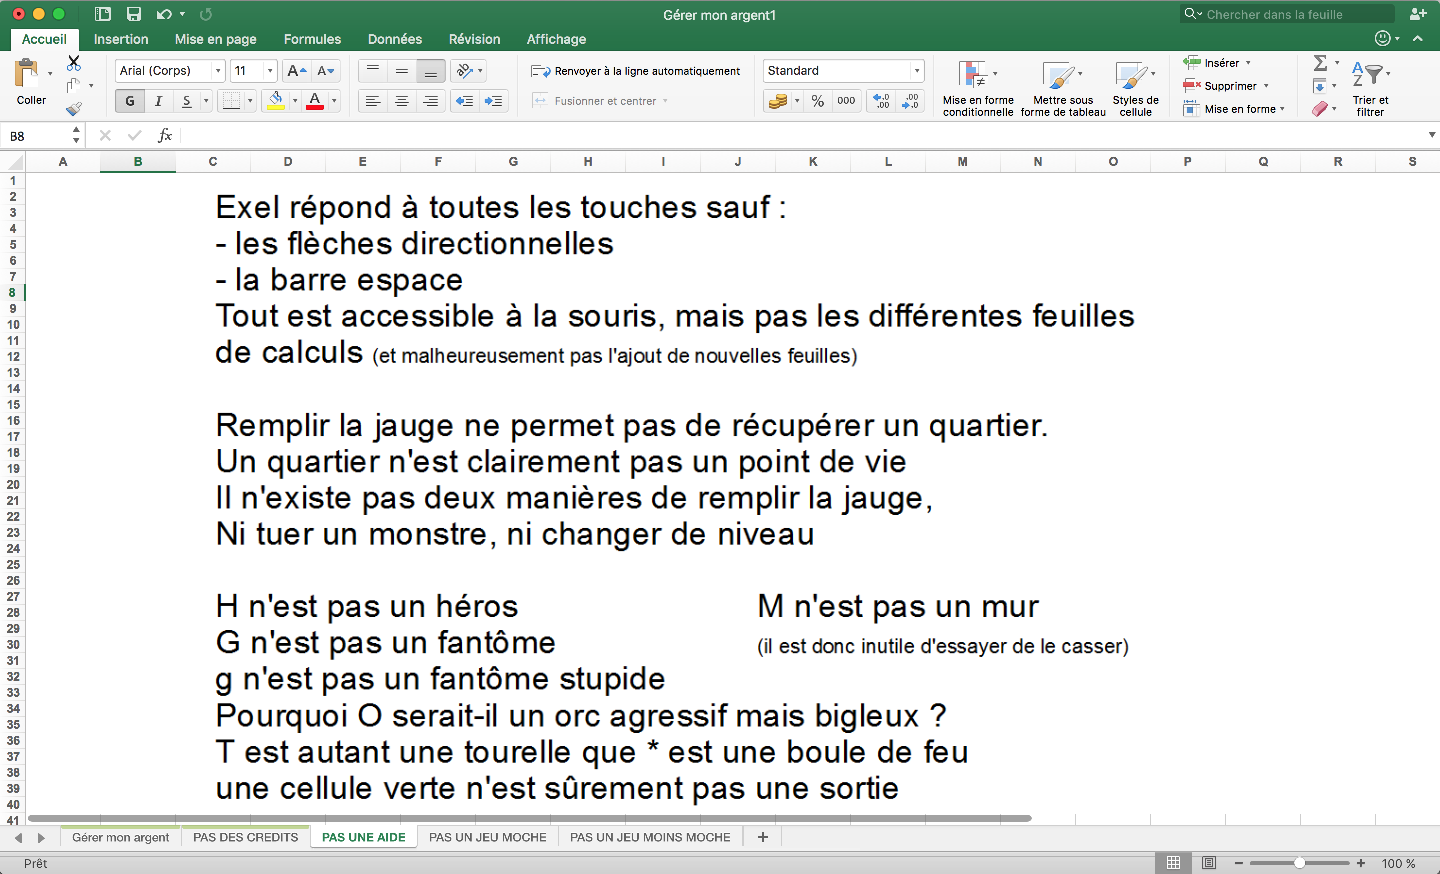 Gérer mon argent1
Chercher dans la feuille
Accueil Insertion Mise en page Formules Données Révision Affichage
Coller
Arial (Corps) 11 A A
G I S A
Renvoyer à la ligne automatiquement
Fusionner et centrer
Standard
% 000 ,00 ,00
Mise en forme conditionnelle
Mettre sous forme de tableau
Styles de cellule
Insérer
Supprimer
Mise en forme
Trier et filtrer
B8 fx
A B C D E F G H I J K L M N O P Q R S
1
2
3
4
5
6
7
8
9
10
11
12
13
14
15
16
17
18
19
20
21
22
23
24
25
26
27
28
29
30
31
32
33
34
35
36
37
38
39
40
41
Exel répond à toutes les touches sauf :
- les flèches directionnelles
- la barre espace
Tout est accessible à la souris, mais pas les différentes feuilles
de calculs (et malheureusement pas l'ajout de nouvelles feuilles)
Remplir la jauge ne permet pas de récupérer un quartier.
Un quartier n'est clairement pas un point de vie
Il n'existe pas deux manières de remplir la jauge,
Ni tuer un monstre, ni changer de niveau
H n'est pas un héros
G n'est pas un fantôme
g n'est pas un fantôme stupide
Pourquoi O serait-il un orc agressif mais bigleux ?
T est autant une tourelle que * est une boule de feu
une cellule verte n'est sûrement pas une sortie
M n'est pas un mur
(il est donc inutile d'essayer de le casser)
Gérer mon argent PAS DES CREDITS PAS UNE AIDE PAS UN JEU MOCHE PAS UN JEU MOINS MOCHE +
Prêt
100 %